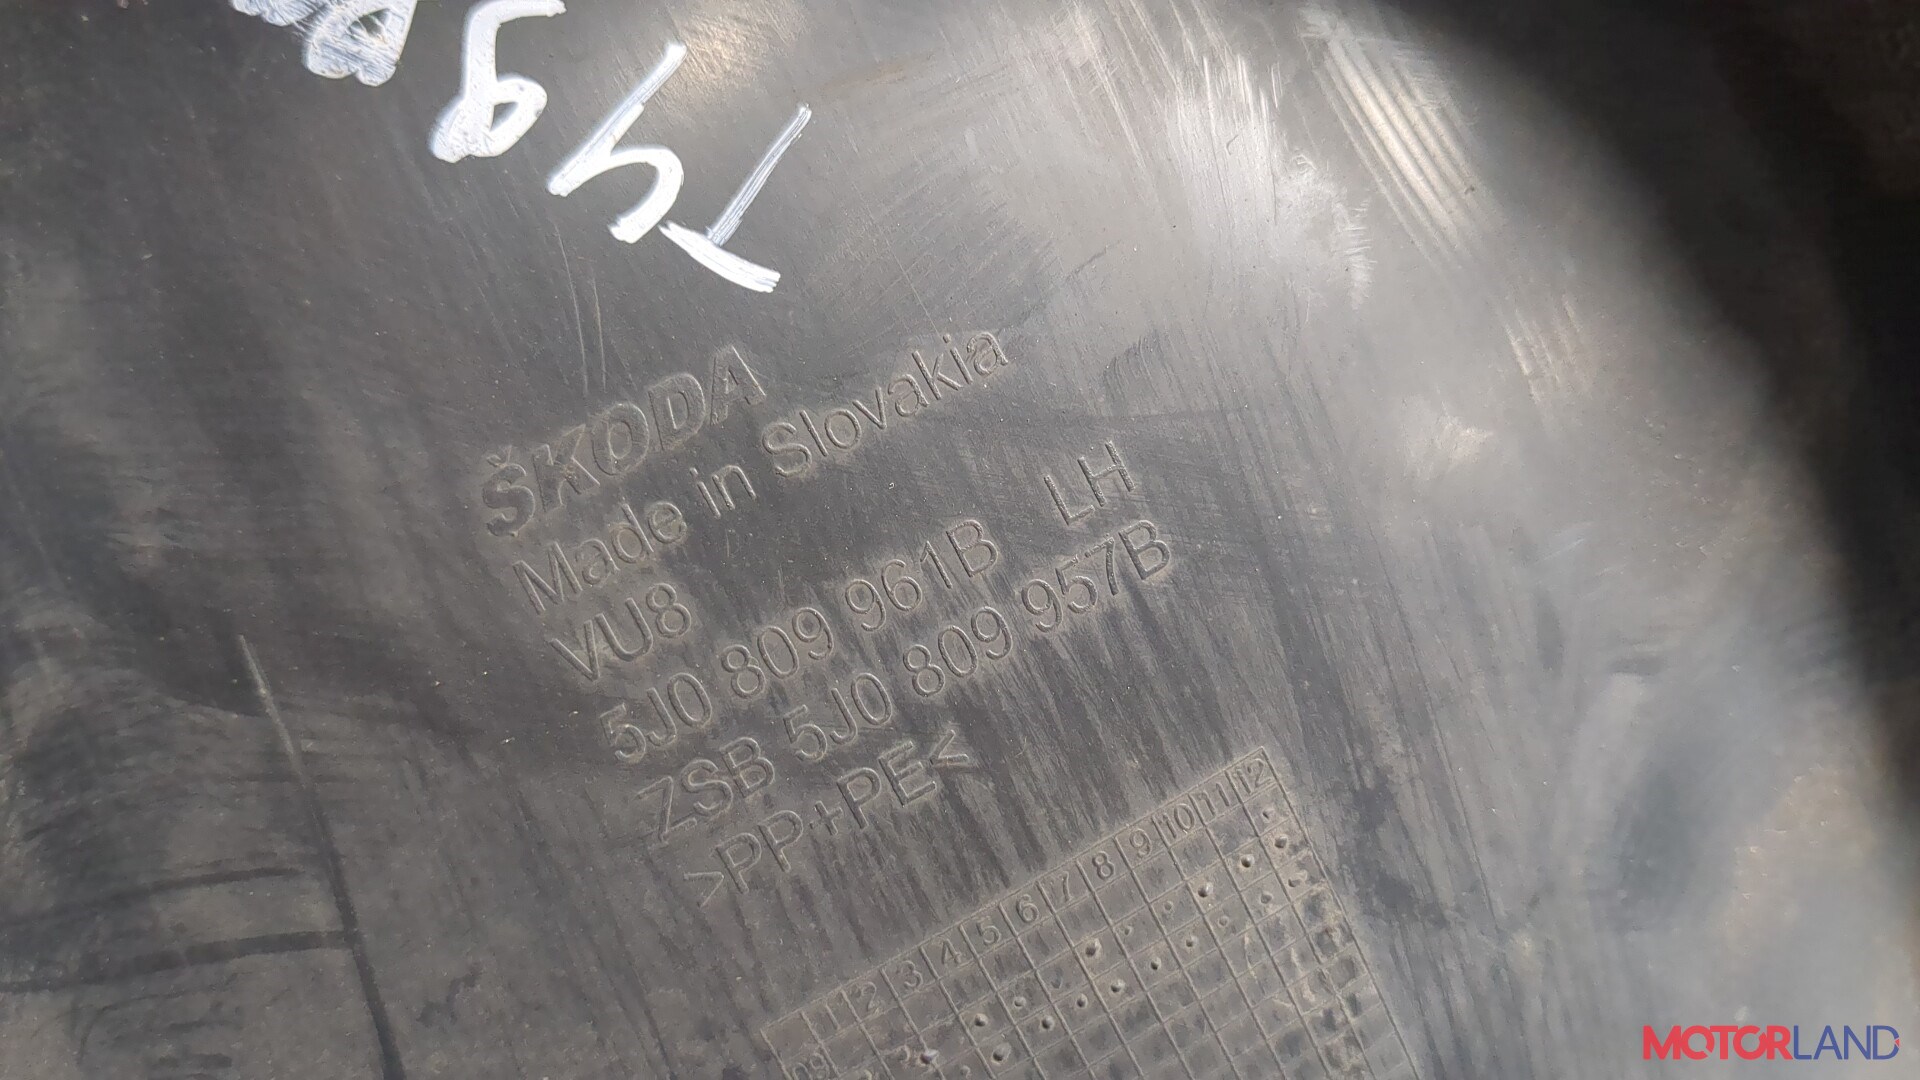 ŠKODA
Made in Slovakia
VU8
5J0 809 961B LH
ZSB 5J0 809 957B
>PP+PE<
1 2 3 4 5 6 7 8 9 10 11 12
09
MOTORLAND